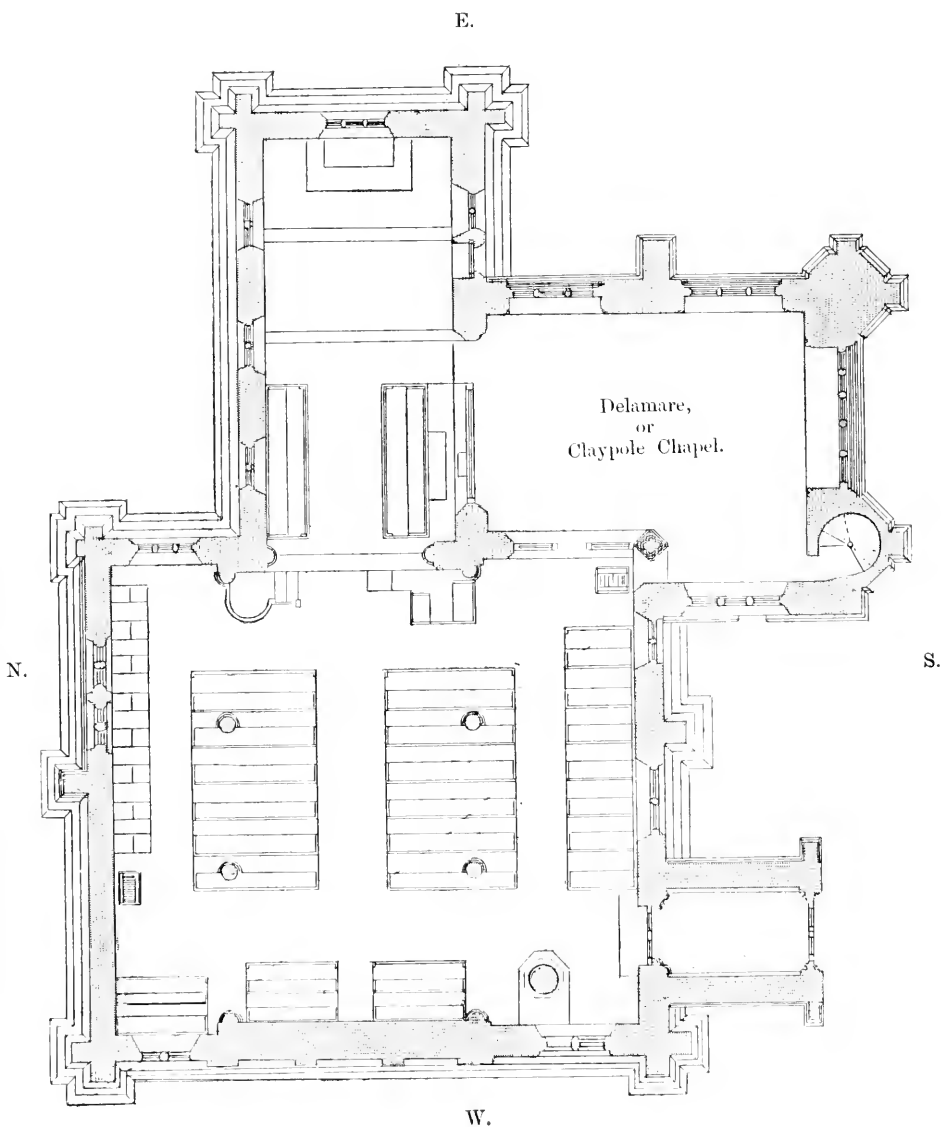 E.
Delamare,
or
Claypole Chapel.
N.
S.
W.